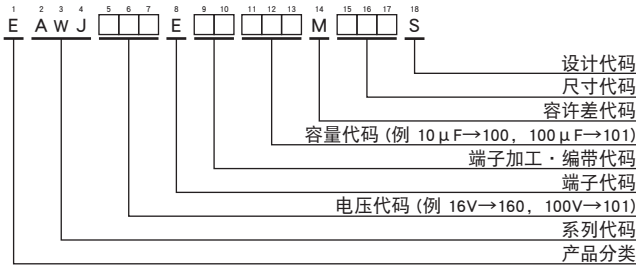 1 2 3 4 5 6 7 8 9 10 11 12 13 14 15 16 17 18
E AWJ □□□ E □□ □□□ M □□□ S
设计代码
尺寸代码
容许差代码
容量代码 (例 10μF→100，100μF→101)
端子加工・编带代码
端子代码
电压代码 (例 16V→160，100V→101)
系列代码
产品分类